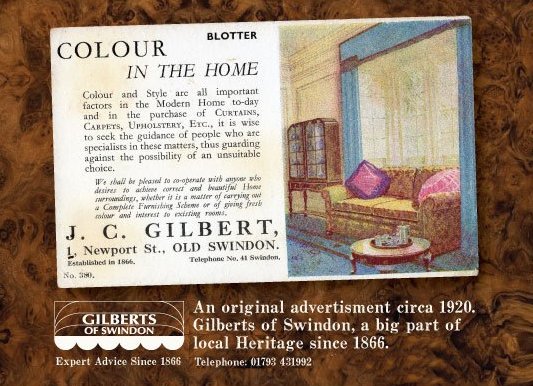 BLOTTER
COLOUR
IN THE HOME
Colour and Style are all important
factors in the Modern Home to-day
and in the purchase of CURTAINS,
CARPETS, UPHOLSTERY, ETC., it is wise
to seek the guidance of people who are
specialists in these matters, thus guarding
against the possibility of an unsuitable
choice.
We shall be pleased to co-operate with anyone who
desires to achieve correct and beautiful Home
surroundings, whether it is a matter of carrying out
a Complete Furnishing Scheme or of giving fresh
colour and interest to existing rooms.
J. C. GILBERT,
1, Newport St., OLD SWINDON.
Established in 1866. Telephone No. 41 Swindon.
No. 380.
GILBERTS
OF SWINDON
Expert Advice Since 1866
An original advertisment circa 1920.
Gilberts of Swindon, a big part of
local Heritage since 1866.
Telephone: 01793 431992